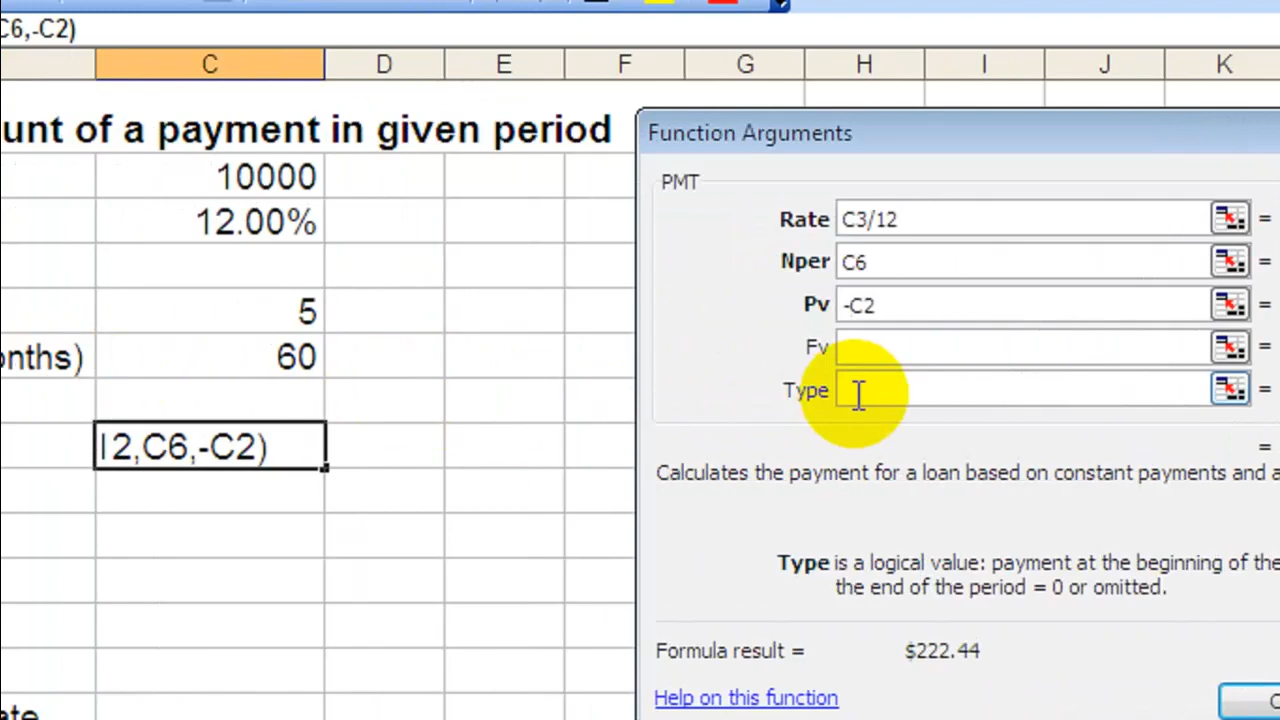 C6,-C2)
C D E F G H I J K
unt of a payment in given period
Function Arguments
10000
PMT
12.00%
Rate C3/12 =
Nper C6 =
5
Pv -C2 =
onths) 60
Fv =
Type =
12,C6,-C2)
=
Calculates the payment for a loan based on constant payments and a
Type is a logical value: payment at the beginning of the
the end of the period = 0 or omitted.
Formula result = $222.44
Help on this function
ate